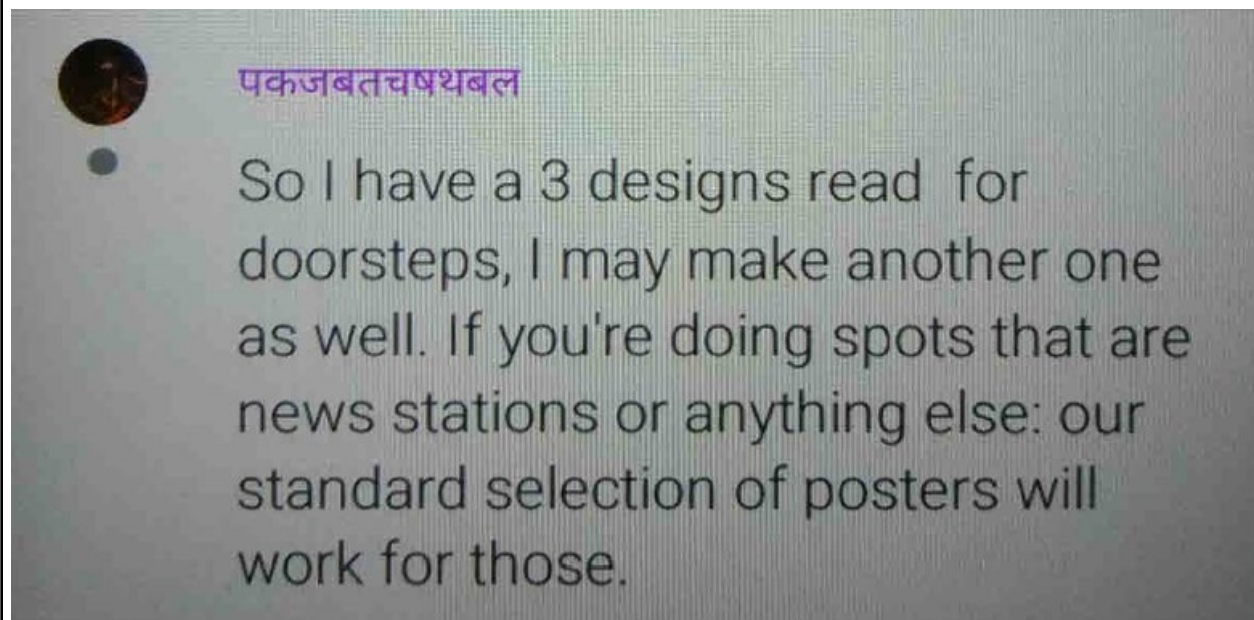 पकजबतचषथबल
So I have a 3 designs read  for
doorsteps, I may make another one
as well. If you're doing spots that are
news stations or anything else: our
standard selection of posters will
work for those.